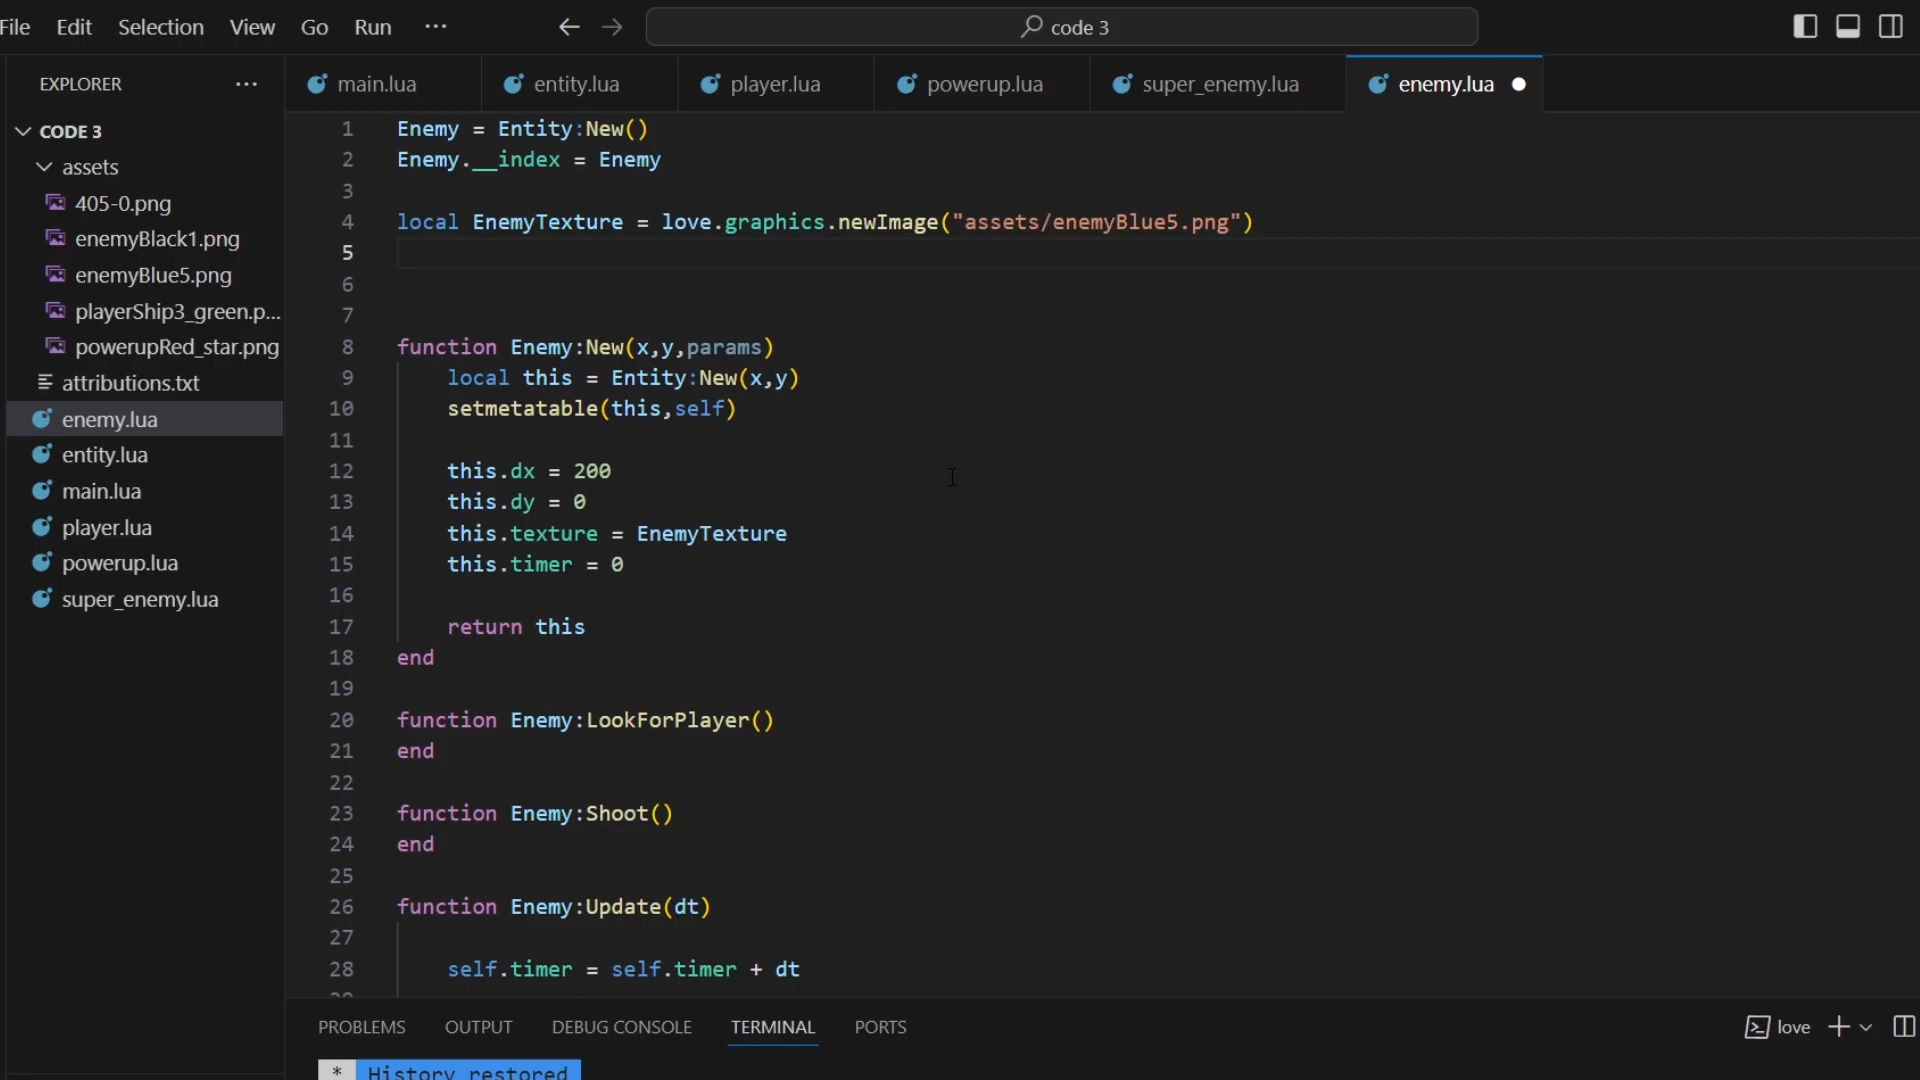 File Edit Selection View Go Run ···
code 3
EXPLORER ···
main.lua entity.lua player.lua powerup.lua super_enemy.lua enemy.lua
CODE 3
assets
405-0.png
enemyBlack1.png
enemyBlue5.png
playerShip3_green.p...
powerupRed_star.png
attributions.txt
enemy.lua
entity.lua
main.lua
player.lua
powerup.lua
super_enemy.lua
1 Enemy = Entity:New()
2 Enemy.__index = Enemy
3
4 local EnemyTexture = love.graphics.newImage("assets/enemyBlue5.png")
5
6
7
8 function Enemy:New(x,y,params)
9 local this = Entity:New(x,y)
10 setmetatable(this,self)
11
12 this.dx = 200
13 this.dy = 0
14 this.texture = EnemyTexture
15 this.timer = 0
16
17 return this
18 end
19
20 function Enemy:LookForPlayer()
21 end
22
23 function Enemy:Shoot()
24 end
25
26 function Enemy:Update(dt)
27
28 self.timer = self.timer + dt
PROBLEMS OUTPUT DEBUG CONSOLE TERMINAL PORTS
love
* History restored